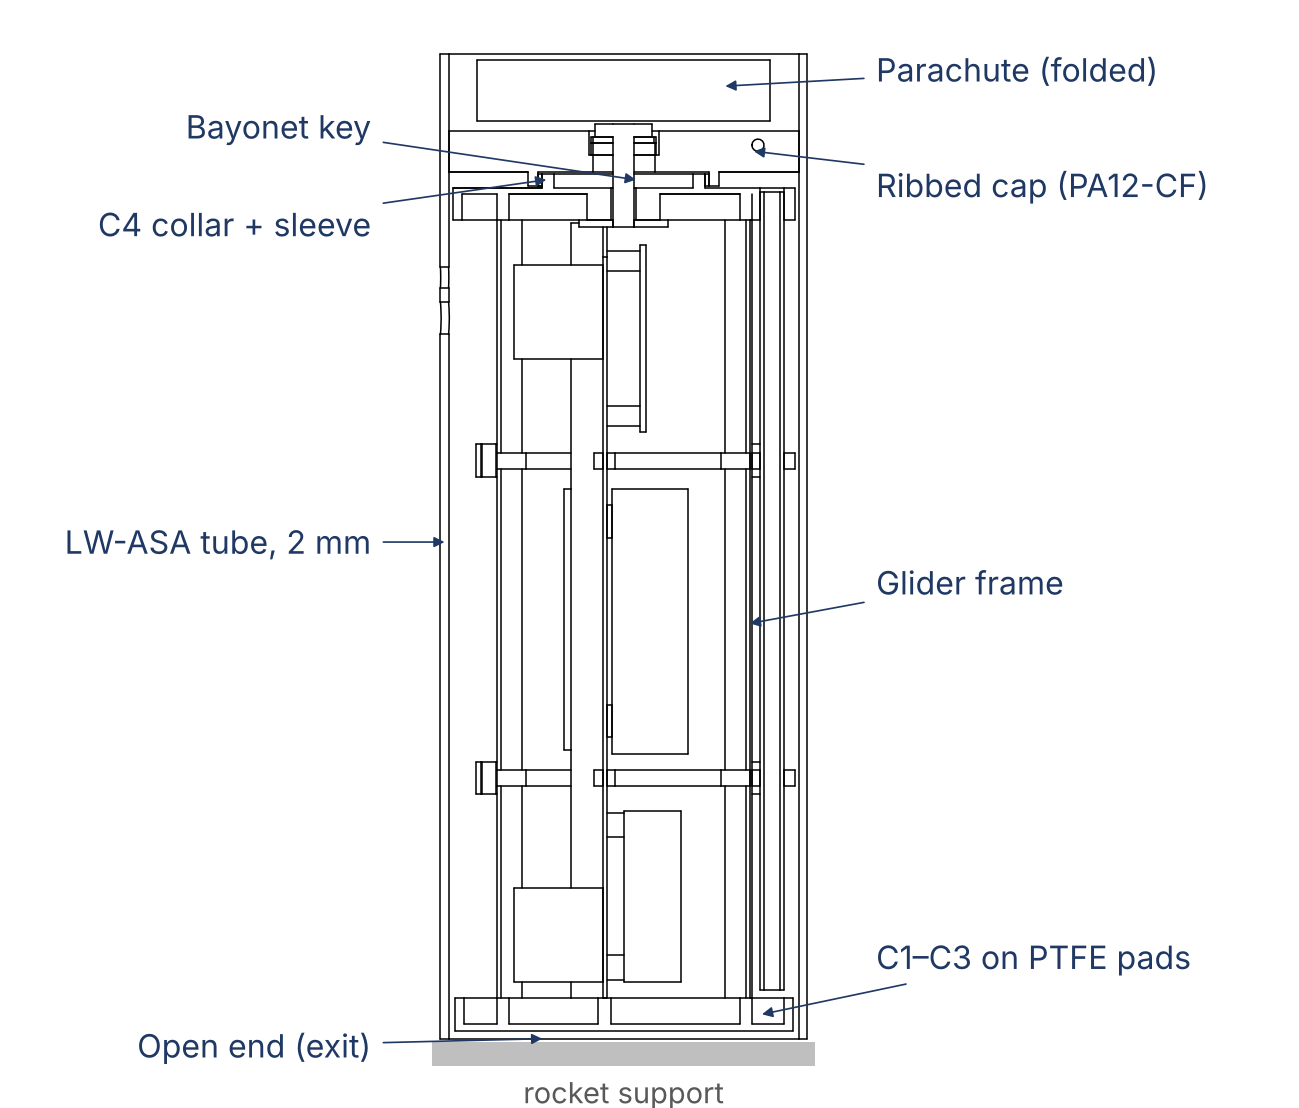 Parachute (folded)
Bayonet key
Ribbed cap (PA12-CF)
C4 collar + sleeve
LW-ASA tube, 2 mm
Glider frame
C1–C3 on PTFE pads
Open end (exit)
rocket support